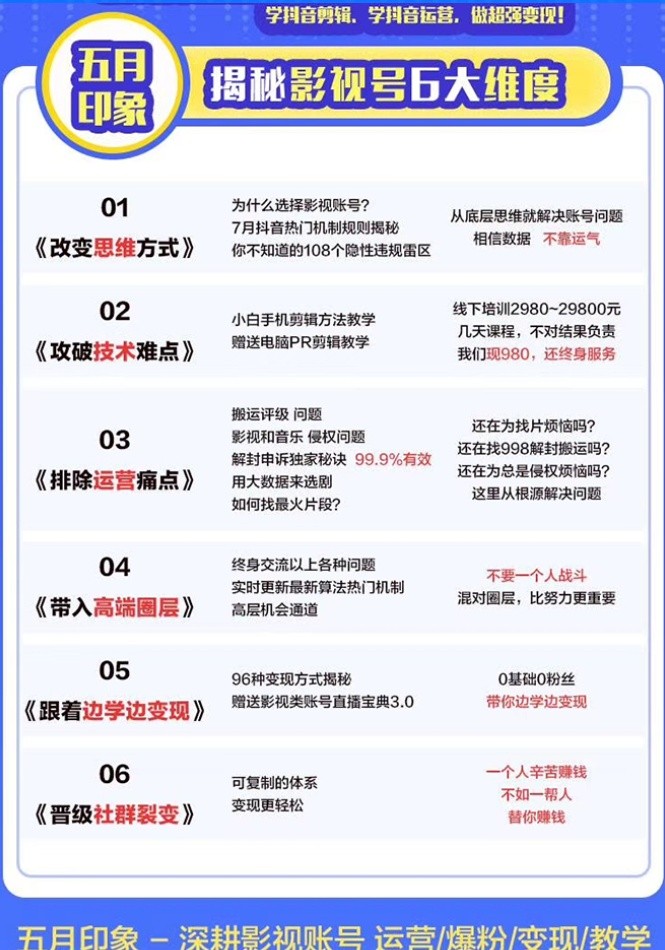 学抖音剪辑、学抖音运营，做超强变现！
五月
印象
揭秘影视号6大维度
01
《改变思维方式》
为什么选择影视账号？
7月抖音热门机制规则揭秘
你不知道的108个隐性违规雷区
从底层思维就解决账号问题
相信数据 不靠运气
02
《攻破技术难点》
小白手机剪辑方法教学
赠送电脑PR剪辑教学
线下培训2980~29800元
几天课程，不对结果负责
我们现980，还终身服务
03
《排除运营痛点》
搬运评级 问题
影视和音乐 侵权问题
解封申诉独家秘诀 99.9%有效
用大数据来选剧
如何找最火片段?
还在为找片烦恼吗?
还在找998解封搬运吗?
还在为总是侵权烦恼吗?
这里从根源解决问题
04
《带入高端圈层》
终身交流以上各种问题
实时更新最新算法热门机制
高层机会通道
不要一个人战斗
混对圈层，比努力更重要
05
《跟着边学边变现》
96种变现方式揭秘
赠送影视类账号直播宝典3.0
0基础0粉丝
带你边学边变现
06
《晋级社群裂变》
可复制的体系
变现更轻松
一个人辛苦赚钱
不如一帮人
替你赚钱
五月印象 – 深耕影视账号 运营/爆粉/变现/教学